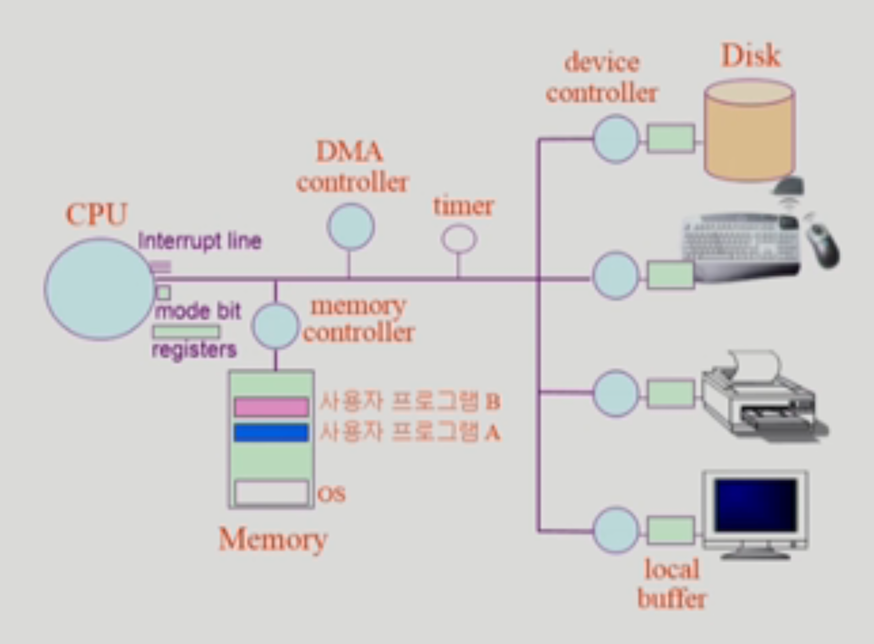 Disk
device
controller
DMA
controller
timer
CPU
Interrupt line
mode bit
registers
memory
controller
사용자 프로그램 B
사용자 프로그램 A
OS
Memory
local
buffer